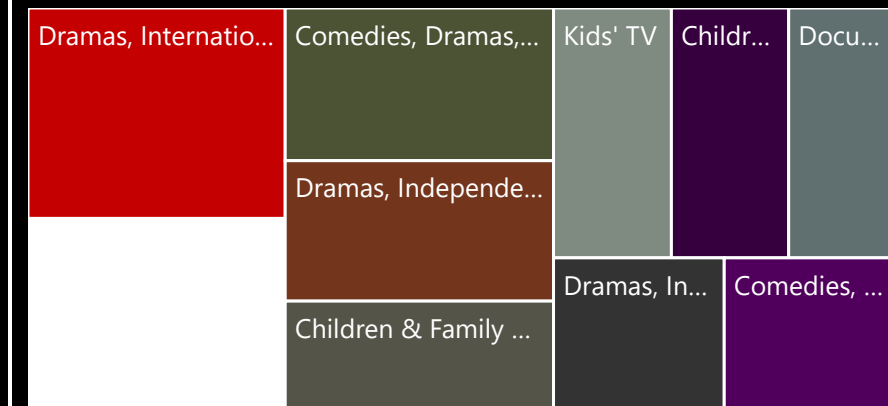 Dramas, Internatio...
Comedies, Dramas,...
Kids' TV
Childr...
Docu...
Dramas, Independe...
Dramas, In...
Comedies, ...
Children & Family ...